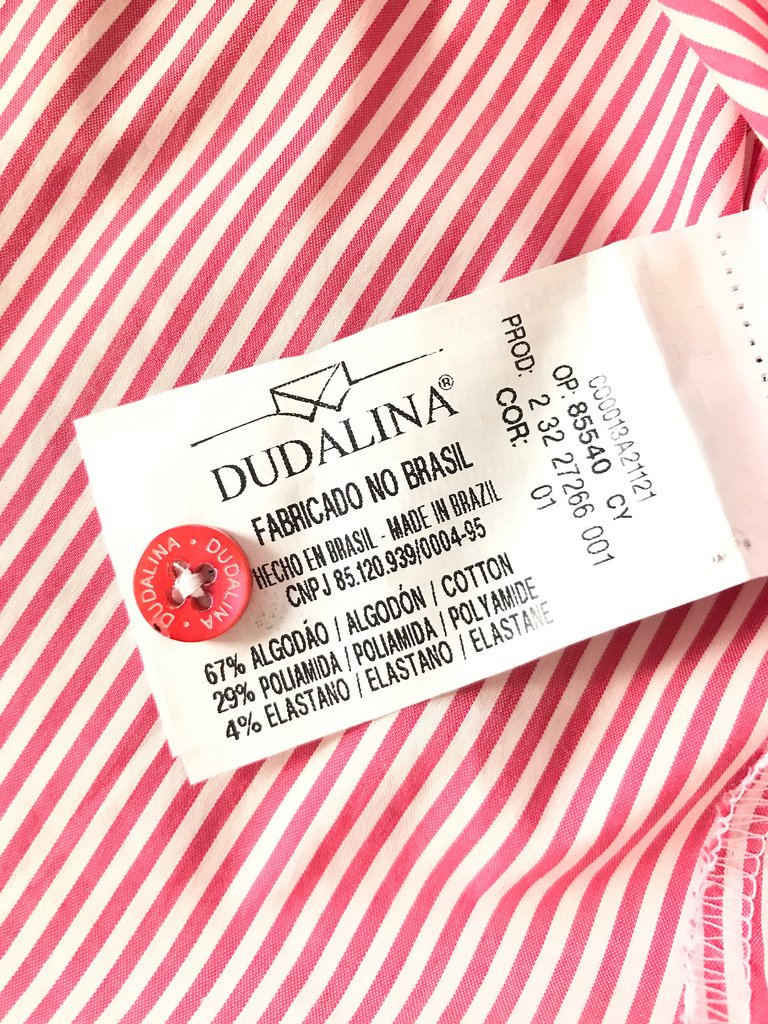 DUDALINA®
FABRICADO NO BRASIL
HECHO EN BRASIL - MADE IN BRAZIL
CNPJ 85.120.939/0004-95
67% ALGODÃO / ALGODÓN / COTTON
29% POLIAMIDA / POLIAMIDA / POLYAMIDE
4% ELASTANO / ELASTANO / ELASTANE
C00013A21121
OP: 85540 CY
PROD: 2 32 27266 001
COR: 01
DUDALINA • DUDALINA •